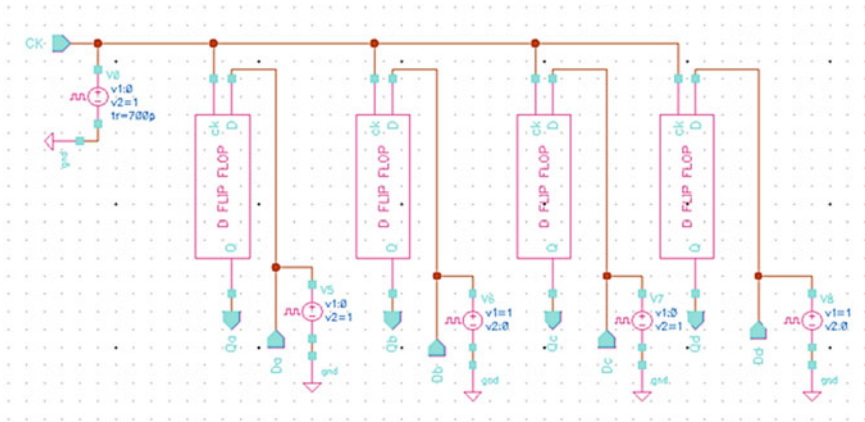 CK
V0
v1:0
v2=1
tr=700p
gnd
ck D
D FLIP FLOP
Q
ck D
D FLIP FLOP
Q
ck D
D FLIP FLOP
Q
ck D
D FLIP FLOP
Q
V5
v1:0
v2=1
gnd
V6
v1=1
v2:0
gnd
V7
v1:0
v2=1
gnd
V8
v1=1
v2:0
gnd
Qa
Da
Qb
Qc
Dc
Qd
Dd